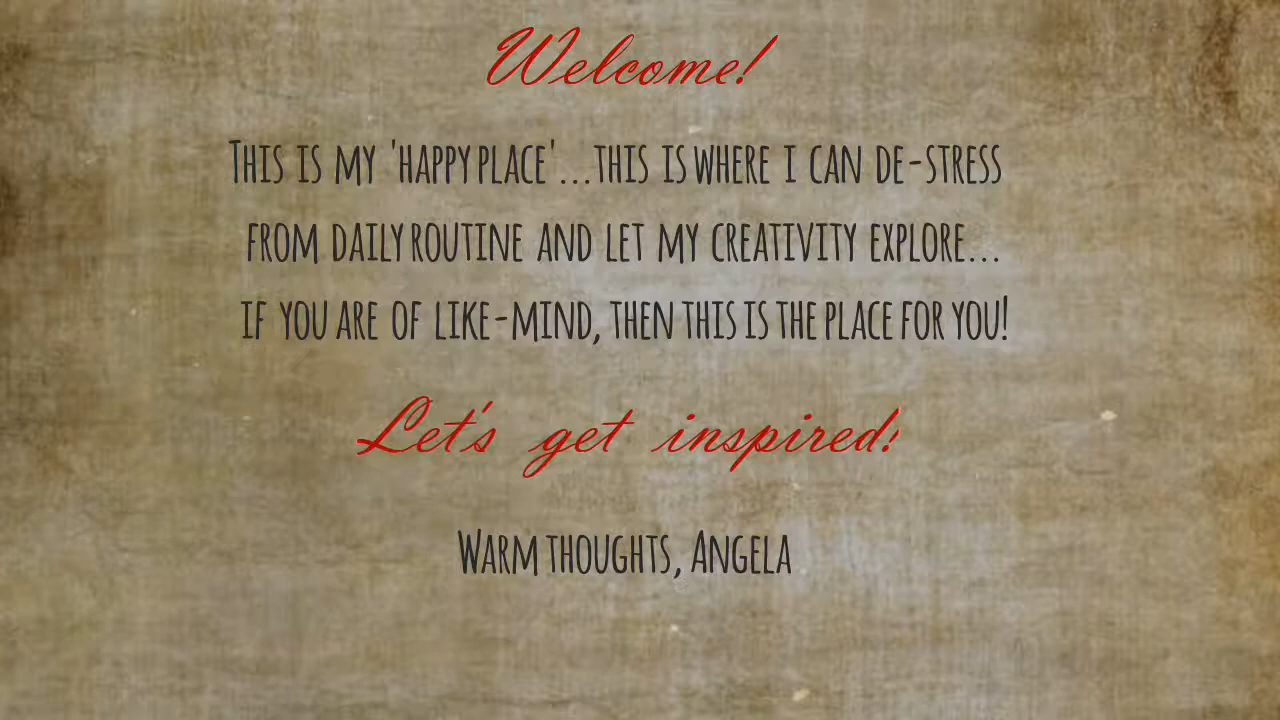 Welcome!
This is my 'happy place'...this is where I can de-stress
from daily routine and let my creativity explore...
if you are of like-mind, then this is the place for you!
Let's get inspired!
Warm thoughts, Angela